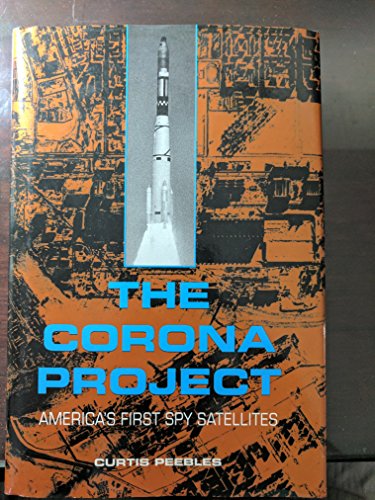 THE
CORONA
PROJECT
AMERICA'S FIRST SPY SATELLITES
CURTIS PEEBLES